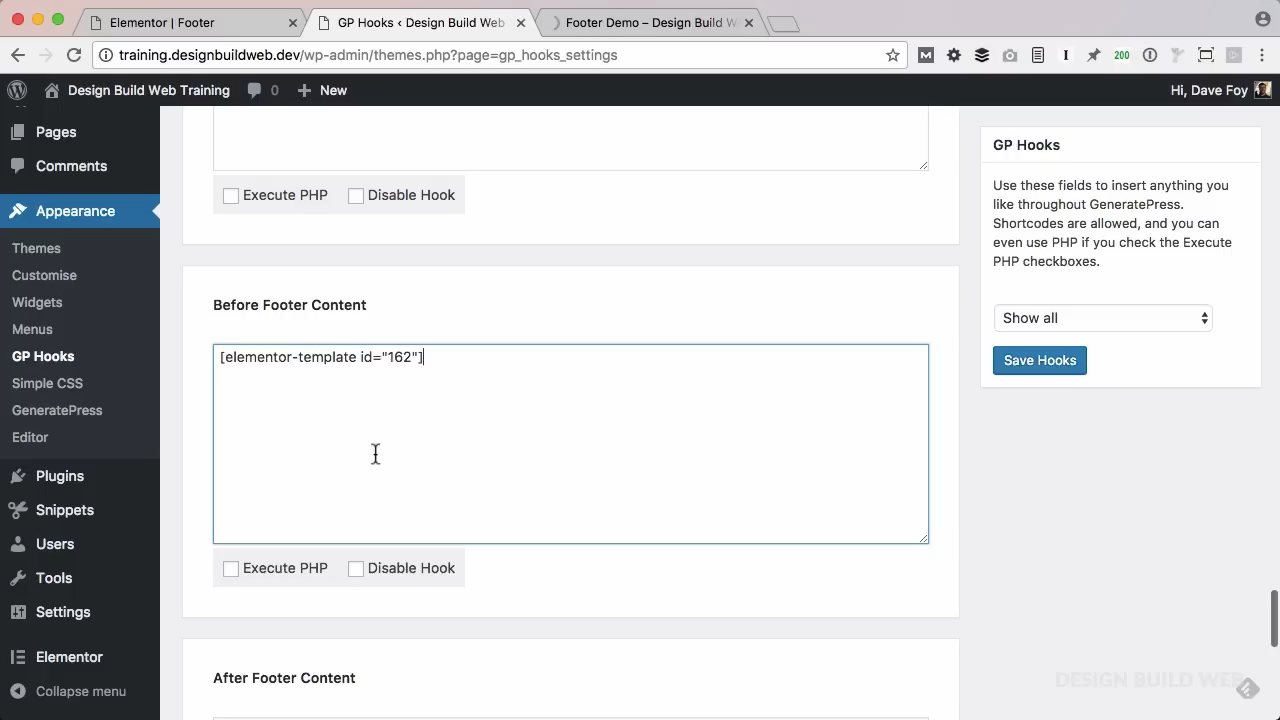 Elementor | Footer
GP Hooks ‹ Design Build Web
Footer Demo – Design Build W
training.designbuildweb.dev/wp-admin/themes.php?page=gp_hooks_settings
200
Design Build Web Training
0
New
Hi, Dave Foy
Pages
Comments
Appearance
Themes
Customise
Widgets
Menus
GP Hooks
Simple CSS
GeneratePress
Editor
Plugins
Snippets
Users
Tools
Settings
Elementor
Collapse menu
Execute PHP
Disable Hook
Before Footer Content
[elementor-template id="162"]
Execute PHP
Disable Hook
After Footer Content
GP Hooks
Use these fields to insert anything you
like throughout GeneratePress.
Shortcodes are allowed, and you can
even use PHP if you check the Execute
PHP checkboxes.
Show all
Save Hooks
DESIGN BUILD WEB